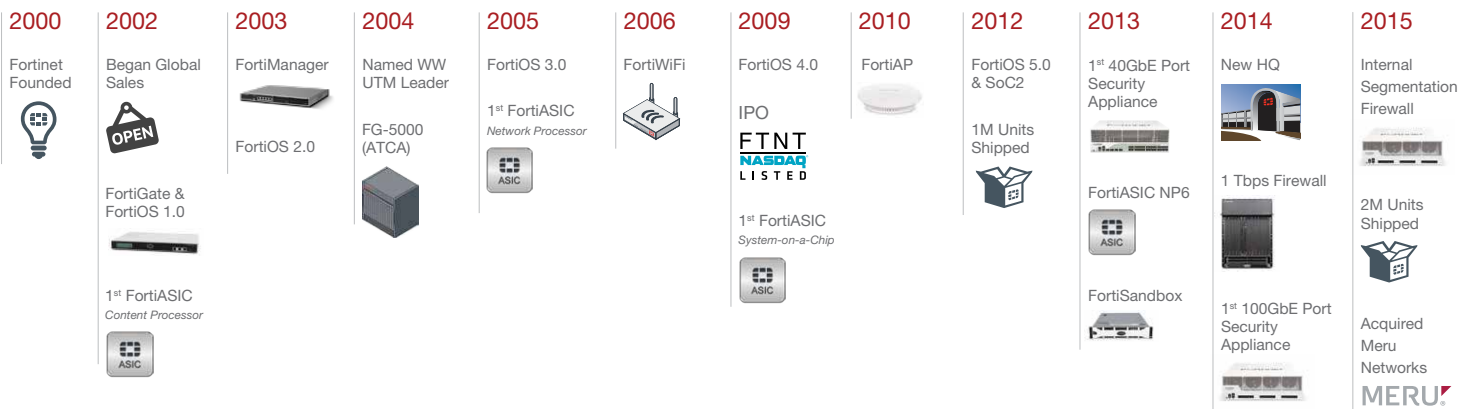 2000
Fortinet
Founded
2002
Began Global
Sales
OPEN
FortiGate &
FortiOS 1.0
1st FortiASIC
Content Processor
ASIC
2003
FortiManager
FortiOS 2.0
2004
Named WW
UTM Leader
FG-5000
(ATCA)
2005
FortiOS 3.0
1st FortiASIC
Network Processor
ASIC
2006
FortiWiFi
2009
FortiOS 4.0
IPO
FTNT
NASDAQ
LISTED
1st FortiASIC
System-on-a-Chip
ASIC
2010
FortiAP
2012
FortiOS 5.0
& SoC2
1M Units
Shipped
2013
1st 40GbE Port
Security
Appliance
FortiASIC NP6
ASIC
FortiSandbox
2014
New HQ
1 Tbps Firewall
1st 100GbE Port
Security
Appliance
2015
Internal
Segmentation
Firewall
2M Units
Shipped
Acquired
Meru
Networks
MERU